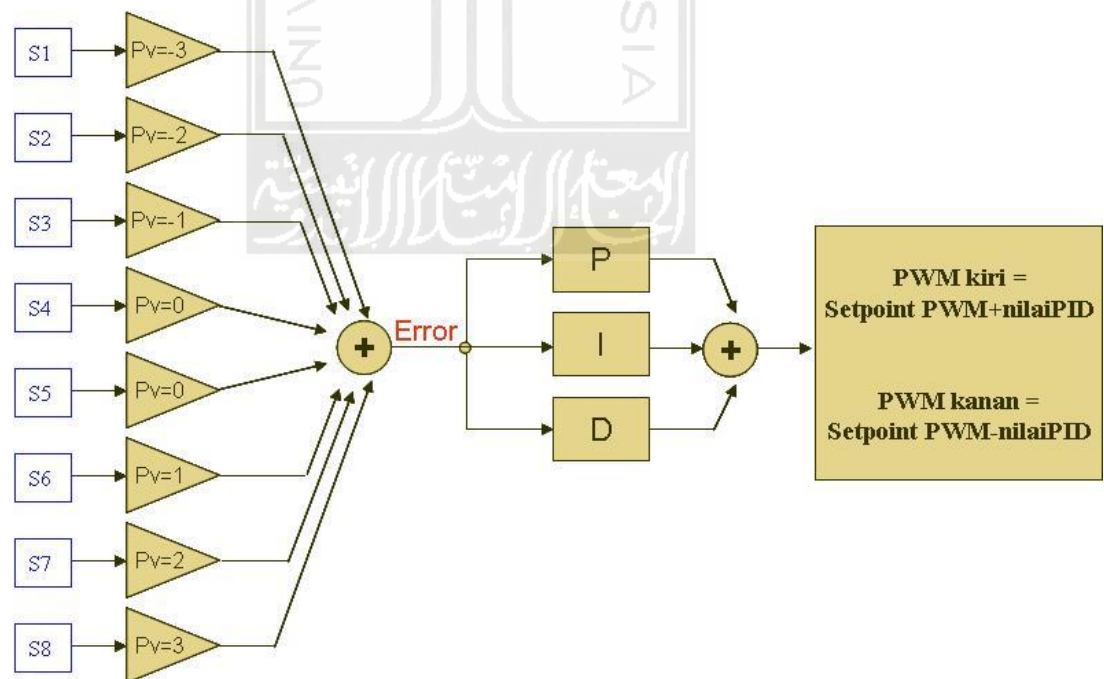 S1
Pv=-3
S2
Pv=-2
S3
Pv=-1
S4
Pv=0
S5
Pv=0
S6
Pv=1
S7
Pv=2
S8
Pv=3
+
Error
P
I
D
+
PWM kiri =
Setpoint PWM+nilaiPID
PWM kanan =
Setpoint PWM-nilaiPID